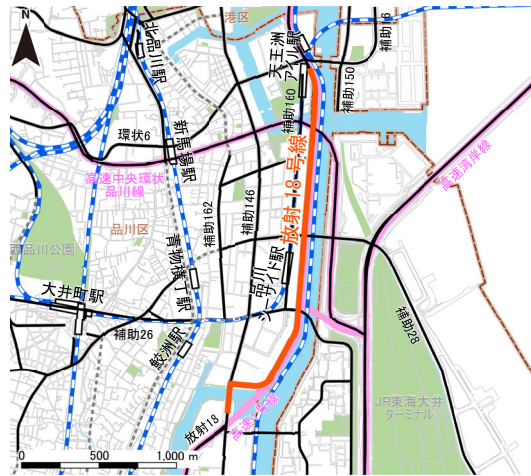 N
港区
補助16
北品川駅
天王洲
アイル駅
補助150
補助160
環状6
新馬場駅
高速中央環状
品川線
高速湾岸線
放射 18 号線
補助146
補助162
品川区
西品川公園
青物横丁駅
品川
シーサイド駅
大井町駅
補助26
鮫洲駅
補助28
JR東海大井
ターミナル
放射18
高速1号線
0 500 1,000 m